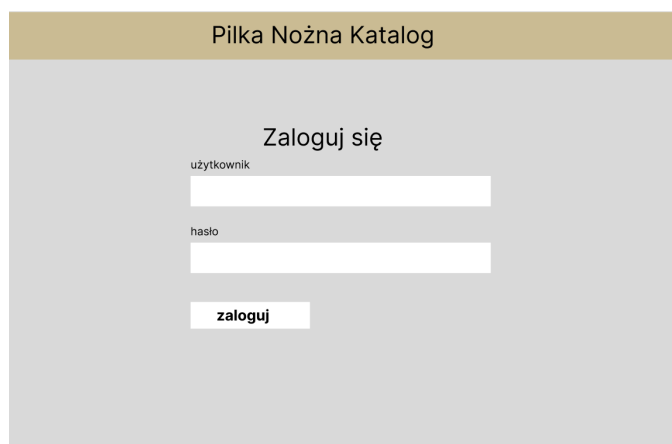 Pilka Nożna Katalog
Zaloguj się
użytkownik
hasło
zaloguj